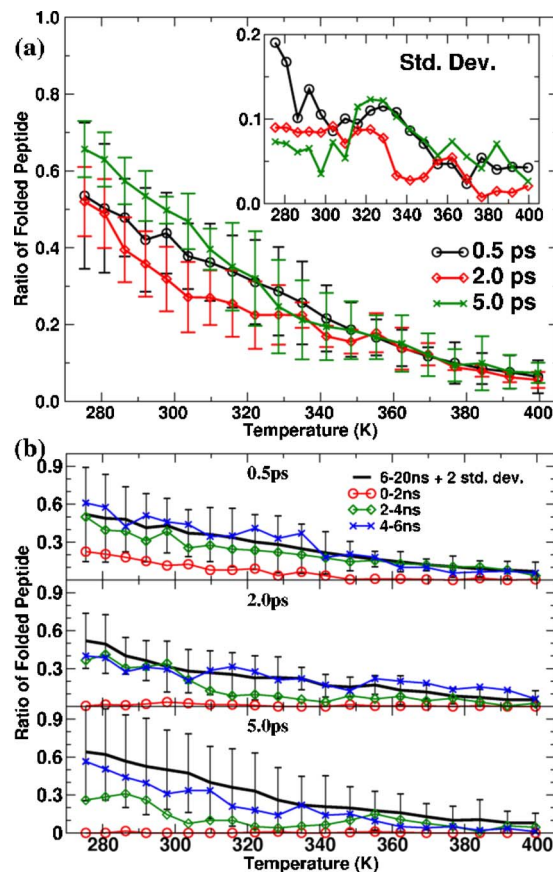 (a)
1.0
0.8
0.6
0.4
0.2
0.0
Ratio of Folded Peptide
0.2
0.1
0.0
Std. Dev.
280 300 320 340 360 380 400
0.5 ps
2.0 ps
5.0 ps
280 300 320 340 360 380 400
Temperature (K)
(b)
0.9
0.6
0.3
0
0.5ps
6-20ns + 2 std. dev.
0-2ns
2-4ns
4-6ns
Ratio of Folded Peptide
0.9
0.6
0.3
0
2.0ps
0.9
0.6
0.3
0
5.0ps
280 300 320 340 360 380 400
Temperature (K)